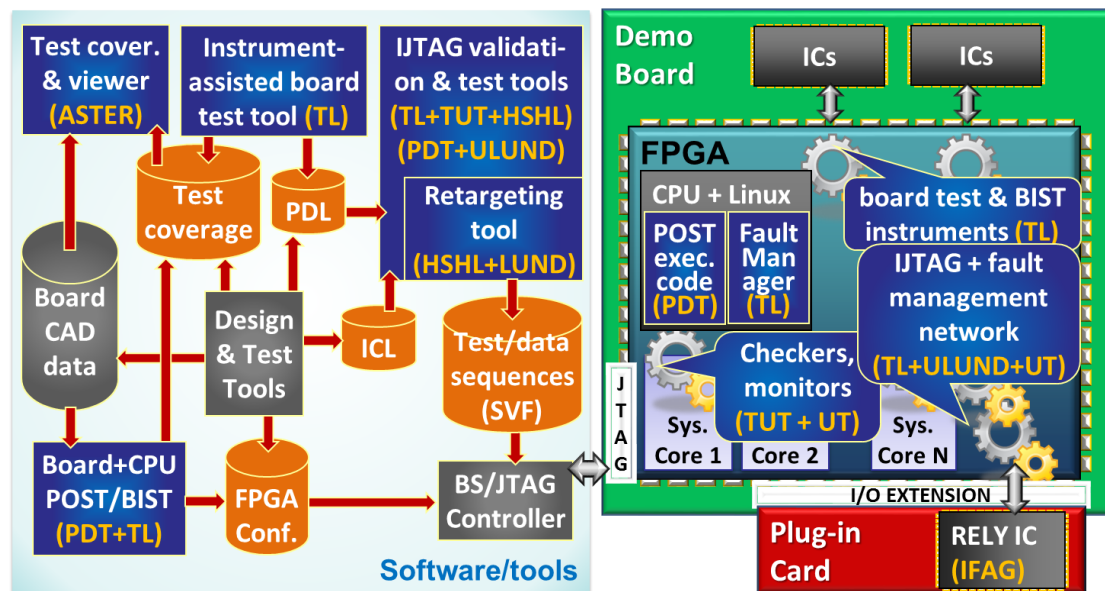 Test cover.
& viewer
(ASTER)
Instrument-
assisted board
test tool (TL)
IJTAG validati-
on & test tools
(TL+TUT+HSHL)
(PDT+ULUND)
Retargeting
tool
(HSHL+LUND)
Test
coverage
PDL
Board
CAD
data
Design
& Test
Tools
ICL
Test/data
sequences
(SVF)
Board+CPU
POST/BIST
(PDT+TL)
FPGA
Conf.
BS/JTAG
Controller
Software/tools
Demo
Board
ICs
ICs
FPGA
CPU + Linux
POST
exec.
code
(PDT)
Fault
Man
ager
(TL)
board test & BIST
instruments (TL)
IJTAG + fault
management
network
(TL+ULUND+UT)
Checkers,
monitors
(TUT + UT)
JTAG
Sys.
Core 1
Core 2
Sys.
Core N
I/O EXTENSION
Plug-in
Card
RELY IC
(IFAG)